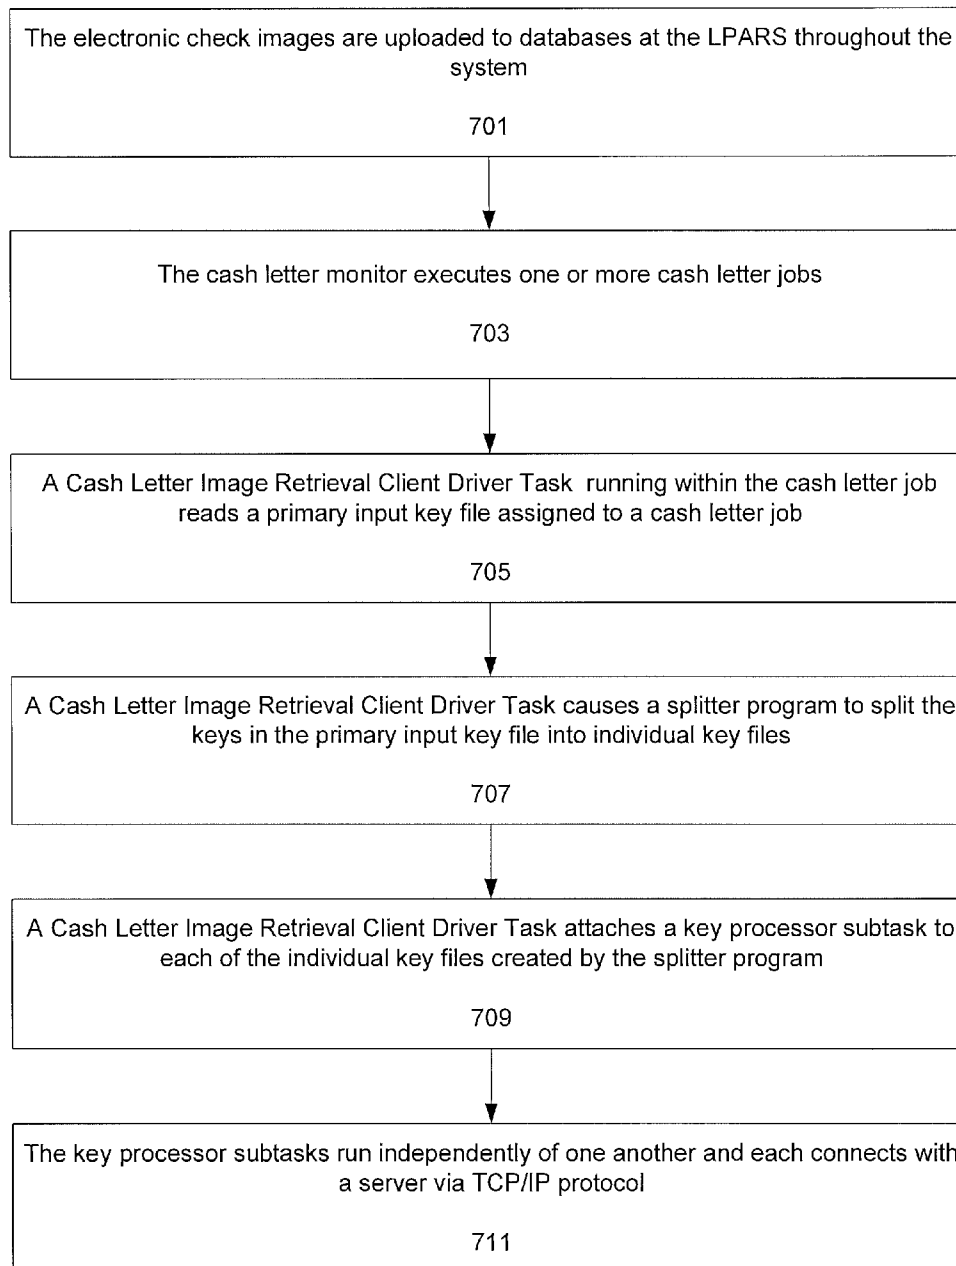 The electronic check images are uploaded to databases at the LPARS throughout the
system
701
The cash letter monitor executes one or more cash letter jobs
703
A Cash Letter Image Retrieval Client Driver Task running within the cash letter job
reads a primary input key file assigned to a cash letter job
705
A Cash Letter Image Retrieval Client Driver Task causes a splitter program to split the
keys in the primary input key file into individual key files
707
A Cash Letter Image Retrieval Client Driver Task attaches a key processor subtask to
each of the individual key files created by the splitter program
709
The key processor subtasks run independently of one another and each connects with
a server via TCP/IP protocol
711